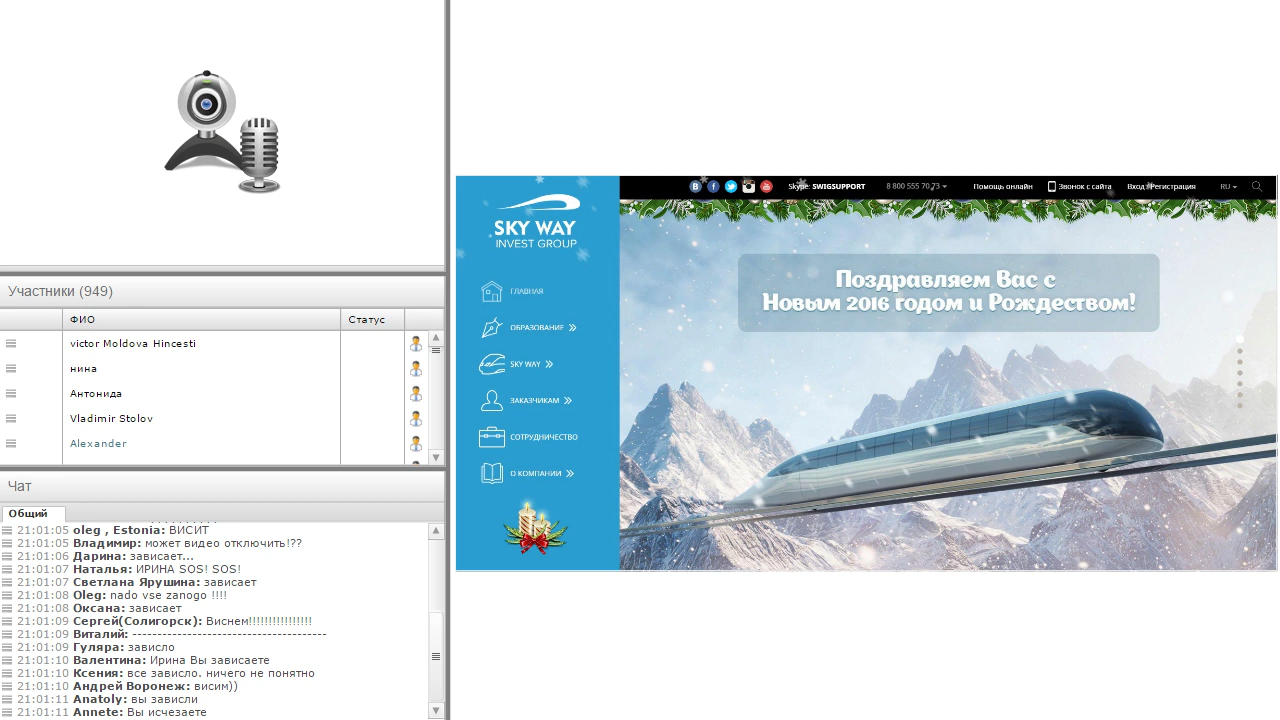 Участники (949)
ФИО Статус
victor Moldova Hincesti
нина
Антонида
Vladimir Stolov
Alexander
Чат
Общий
21:01:05 oleg , Estonia: ВИСИТ
21:01:05 Владимир: может видео отключить!??
21:01:06 Дарина: зависает...
21:01:07 Наталья: ИРИНА SOS! SOS!
21:01:07 Светлана Ярушина: зависает
21:01:08 Oleg: nado vse zanogo !!!!
21:01:08 Оксана: зависает
21:01:09 Сергей(Солигорск): Виснем!!!!!!!!!!!!!!!!
21:01:09 Виталий: ---------------------------------------
21:01:09 Гуляра: зависло
21:01:10 Валентина: Ирина Вы зависаете
21:01:10 Ксения: все зависло. ничего не понятно
21:01:10 Андрей Воронеж: висим))
21:01:11 Anatoly: вы зависли
21:01:11 Annete: Вы исчезаете
SKY WAY
INVEST GROUP
ГЛАВНАЯ
ОБРАЗОВАНИЕ
SKY WAY
ЗАКАЗЧИКАМ
СОТРУДНИЧЕСТВО
О КОМПАНИИ
Skype: SWIGSUPPORT 8 800 555 70 73 Помощь онлайн Звонок с сайта Вход Регистрация RU
Поздравляем Вас с
Новым 2016 годом и Рождеством!